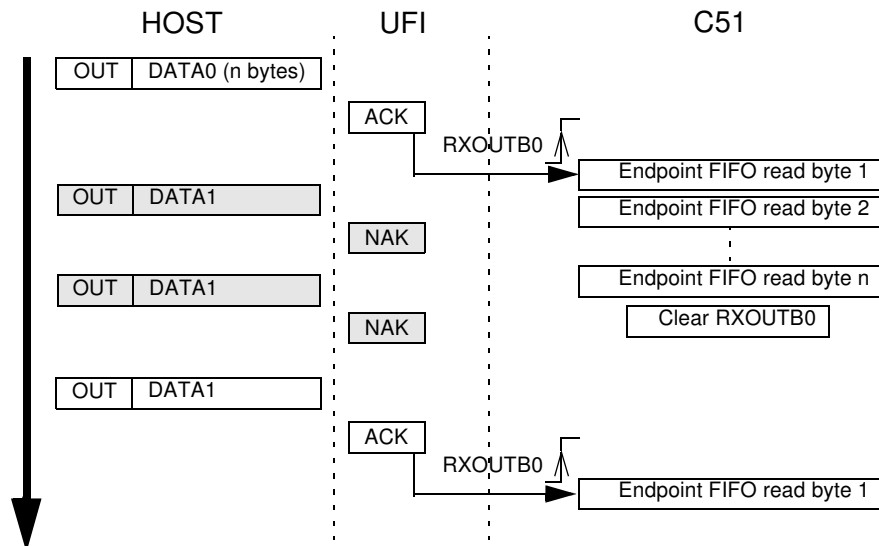 HOST UFI C51
OUT DATA0 (n bytes)
ACK
RXOUTB0
Endpoint FIFO read byte 1
OUT DATA1
Endpoint FIFO read byte 2
NAK
OUT DATA1
Endpoint FIFO read byte n
NAK
Clear RXOUTB0
OUT DATA1
ACK
RXOUTB0
Endpoint FIFO read byte 1